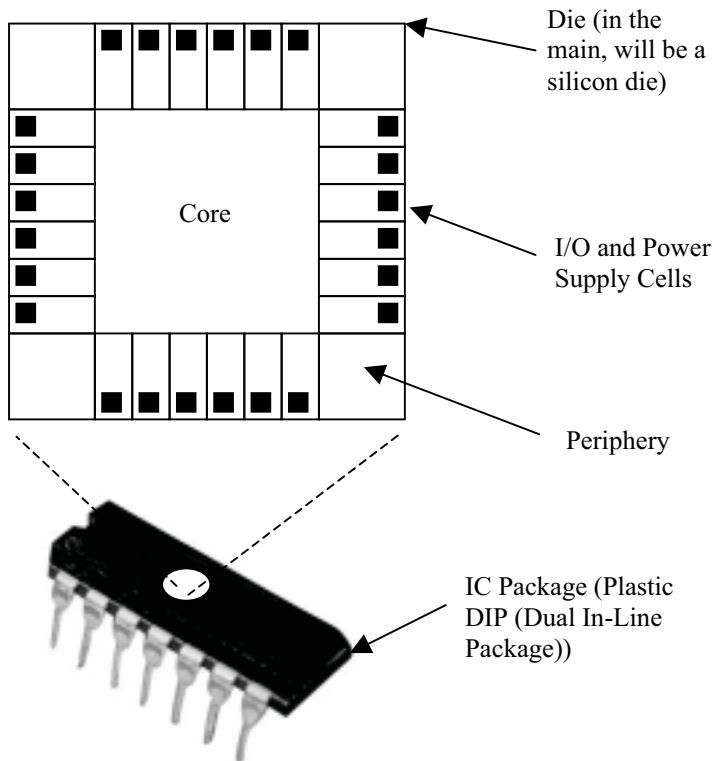 Die (in the
main, will be a
silicon die)
Core
I/O and Power
Supply Cells
Periphery
IC Package (Plastic
DIP (Dual In-Line
Package))